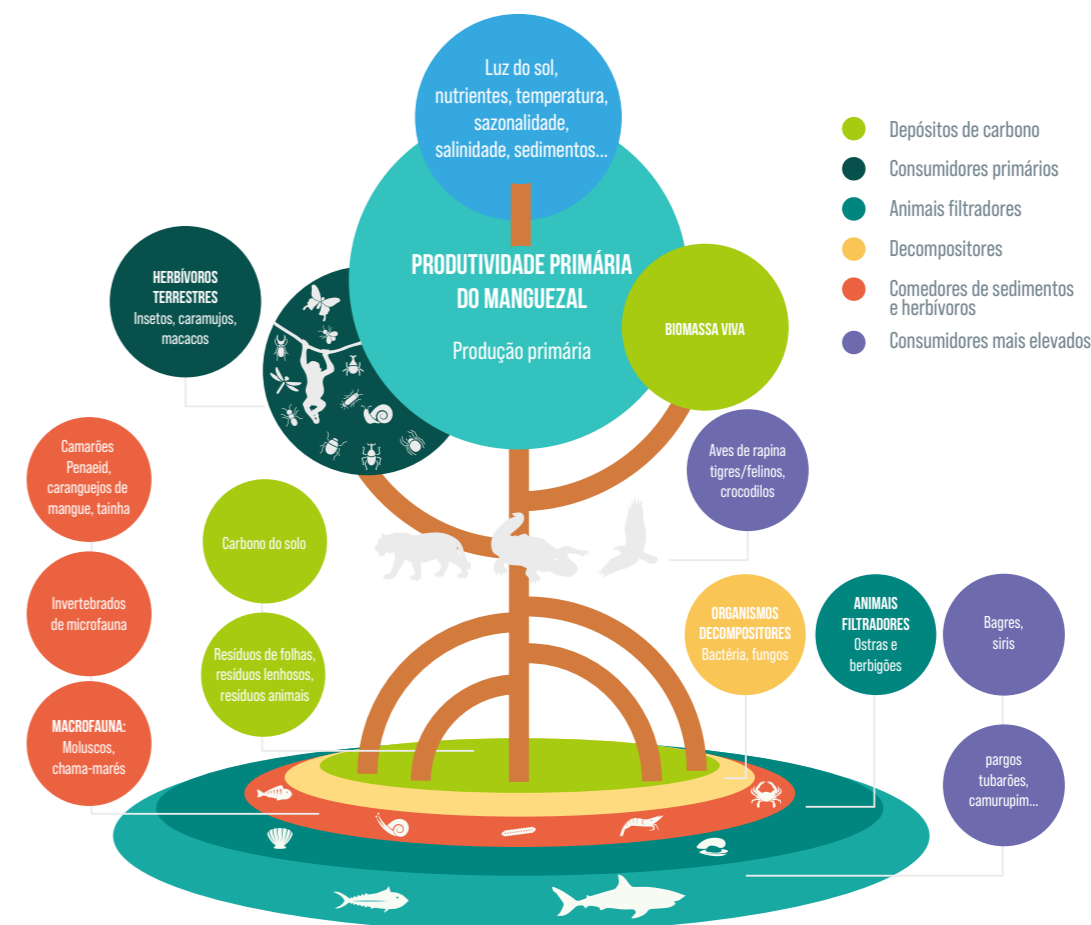 Luz do sol,
nutrientes, temperatura,
sazonalidade,
salinidade, sedimentos...
PRODUTIVIDADE PRIMÁRIA
DO MANGUEZAL
Produção primária
BIOMASSA VIVA
HERBÍVOROS
TERRESTRES
Insetos, caramujos,
macacos
Depósitos de carbono
Consumidores primários
Animais filtradores
Decompositores
Comedores de sedimentos
e herbívoros
Consumidores mais elevados
Camarões
Penaeid,
caranguejos de
mangue, tainha
Invertebrados
de microfauna
MACROFAUNA:
Moluscos,
chama-marés
Carbono do solo
Resíduos de folhas,
resíduos lenhosos,
resíduos animais
Aves de rapina
tigres/felinos,
crocodilos
ORGANISMOS
DECOMPOSITORES
Bactéria, fungos
ANIMAIS
FILTRADORES
Ostras e
berbigões
Bagres,
siris
pargos
tubarões,
camurupim...